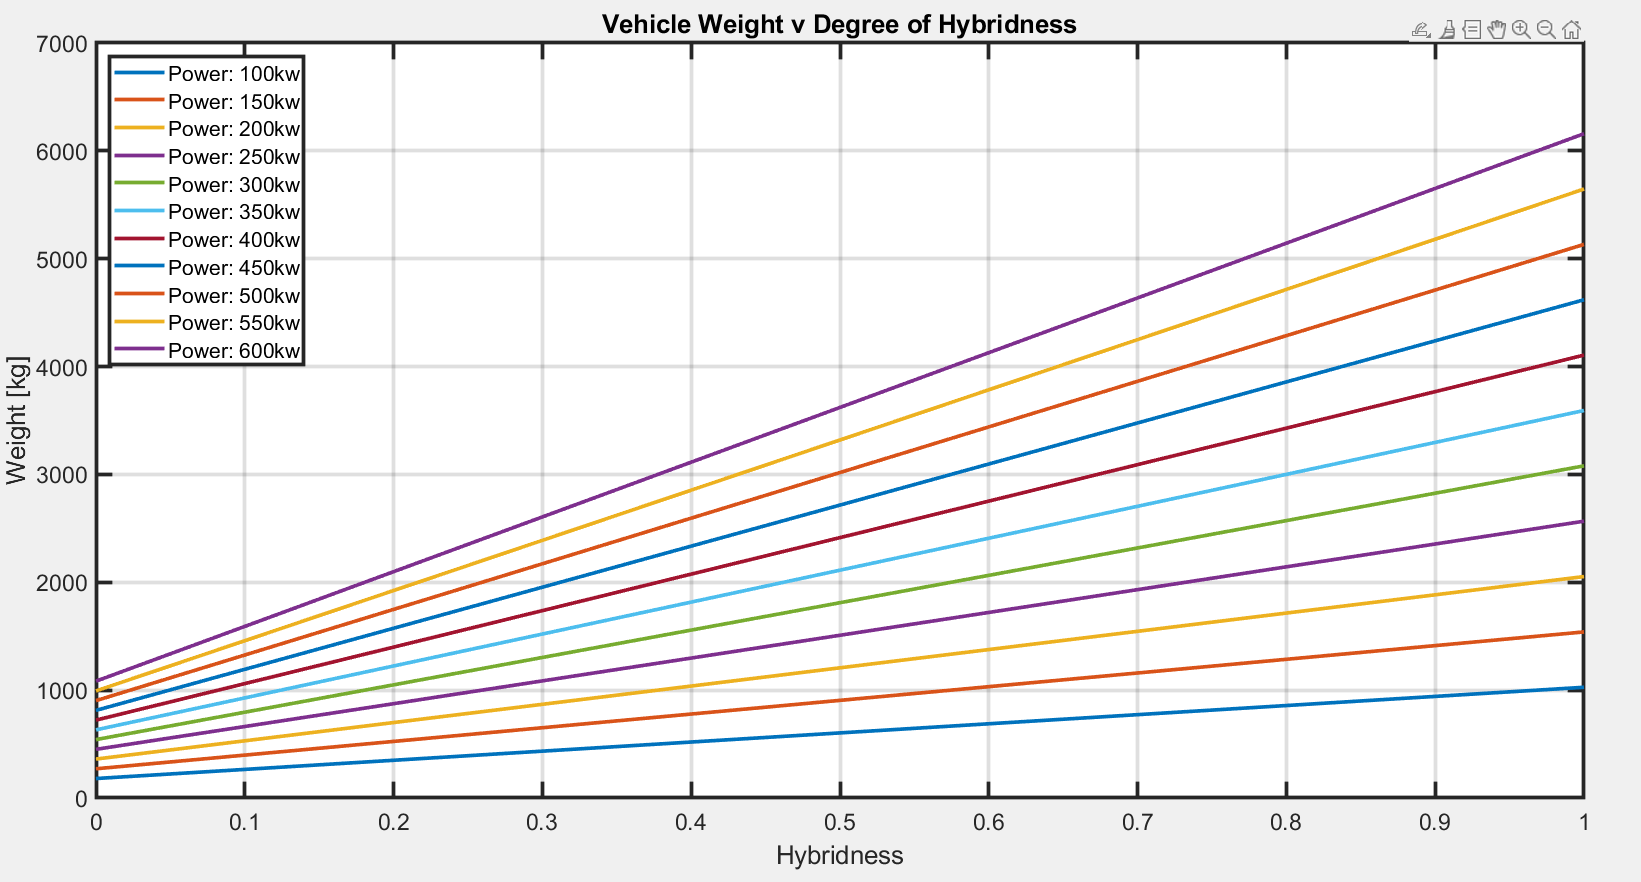 Vehicle Weight v Degree of Hybridness
7000
6000
5000
4000
3000
2000
1000
0
Weight [kg]
Power: 100kw
Power: 150kw
Power: 200kw
Power: 250kw
Power: 300kw
Power: 350kw
Power: 400kw
Power: 450kw
Power: 500kw
Power: 550kw
Power: 600kw
0 0.1 0.2 0.3 0.4 0.5 0.6 0.7 0.8 0.9 1
Hybridness